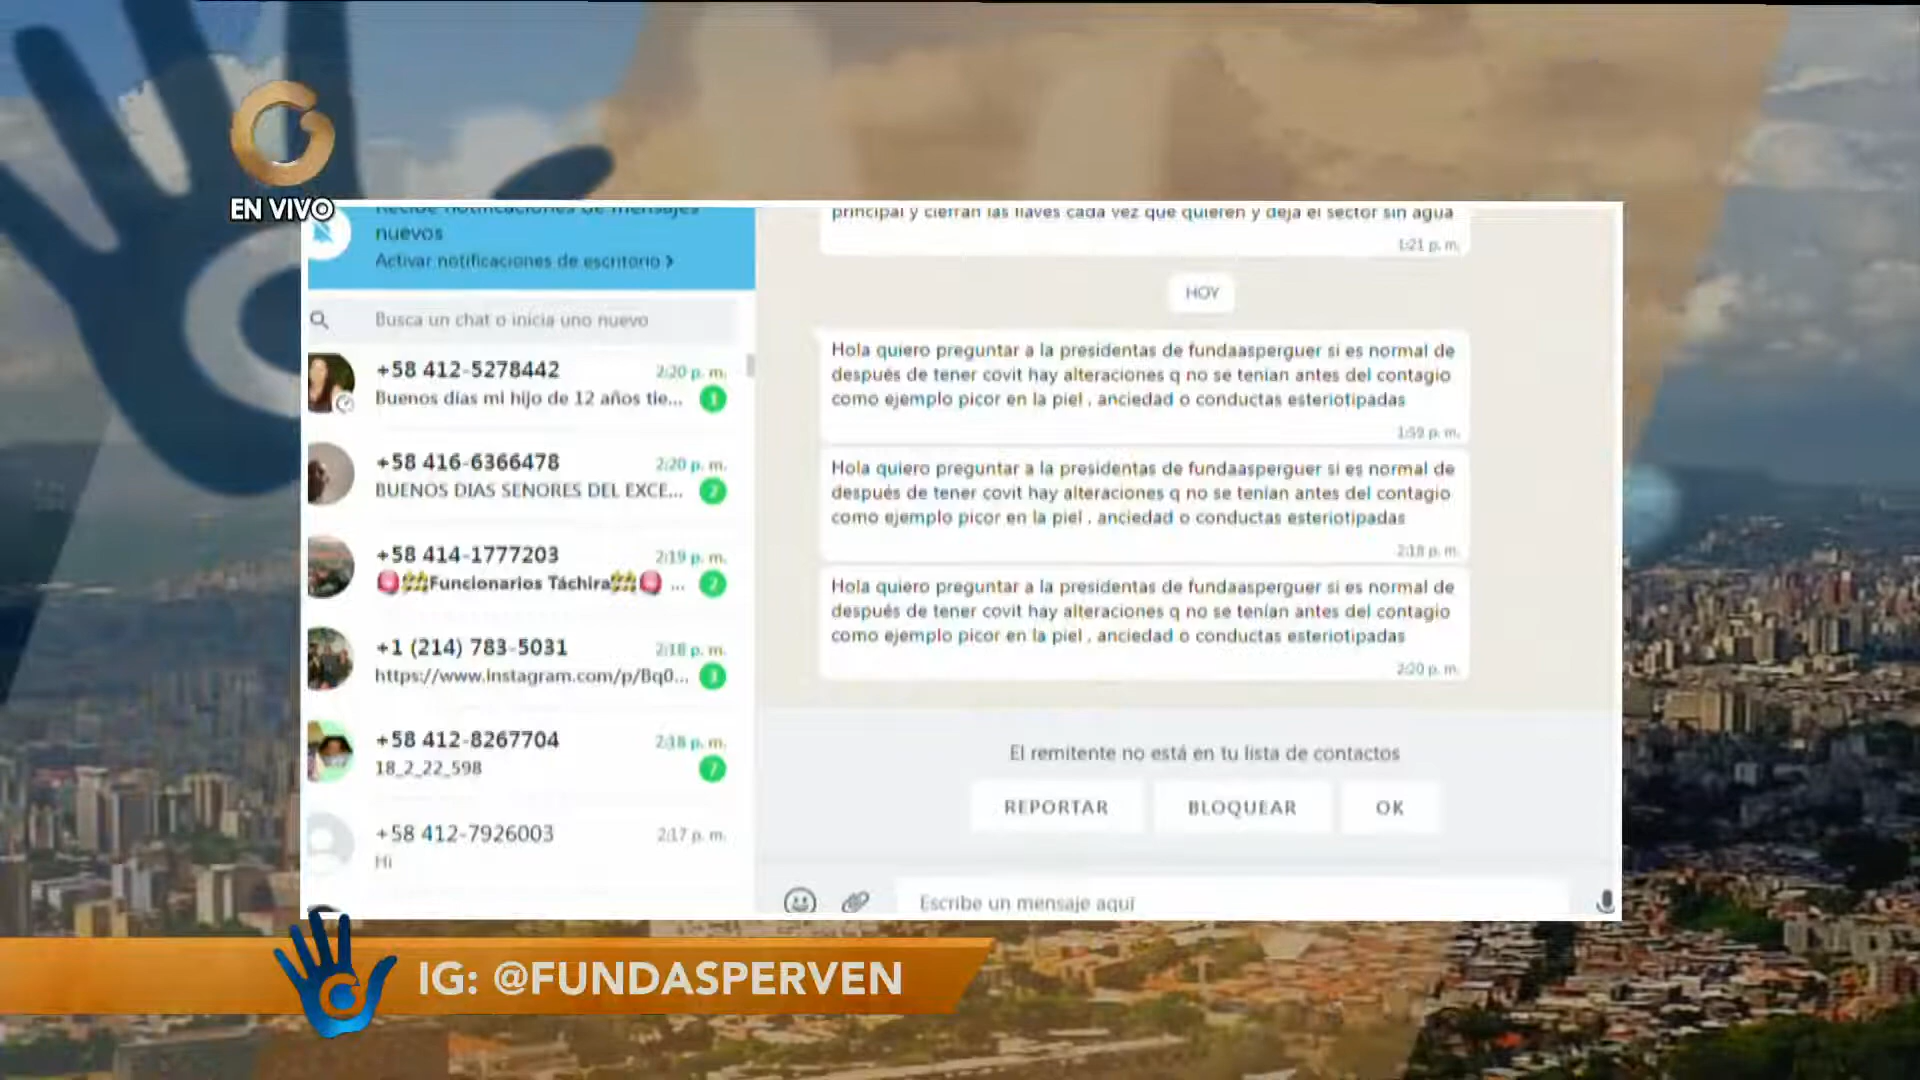 EN VIVO
Recibe notificaciones de mensajes
nuevos
Activar notificaciones de escritorio
Busca un chat o inicia uno nuevo
+58 412-5278442
2:20 p. m.
Buenos días mi hijo de 12 años tie...
1
+58 416-6366478
2:20 p. m.
BUENOS DIAS SENORES DEL EXCE...
2
+58 414-1777203
2:19 p. m.
Funcionarios Táchira ...
2
+1 (214) 783-5031
2:18 p. m.
https://www.instagram.com/p/Bq0...
3
+58 412-8267704
2:18 p. m.
18_2_22_598
7
+58 412-7926003
2:17 p. m.
Hi
principal y cierran las llaves cada vez que quieren y deja el sector sin agua
1:21 p. m.
HOY
Hola quiero preguntar a la presidentas de fundaasperguer si es normal de
después de tener covit hay alteraciones q no se tenían antes del contagio
como ejemplo picor en la piel , anciedad o conductas esteriotipadas
1:59 p. m.
Hola quiero preguntar a la presidentas de fundaasperguer si es normal de
después de tener covit hay alteraciones q no se tenían antes del contagio
como ejemplo picor en la piel , anciedad o conductas esteriotipadas
2:18 p. m.
Hola quiero preguntar a la presidentas de fundaasperguer si es normal de
después de tener covit hay alteraciones q no se tenían antes del contagio
como ejemplo picor en la piel , anciedad o conductas esteriotipadas
2:20 p. m.
El remitente no está en tu lista de contactos
REPORTAR
BLOQUEAR
OK
Escribe un mensaje aquí
IG: @FUNDASPERVEN